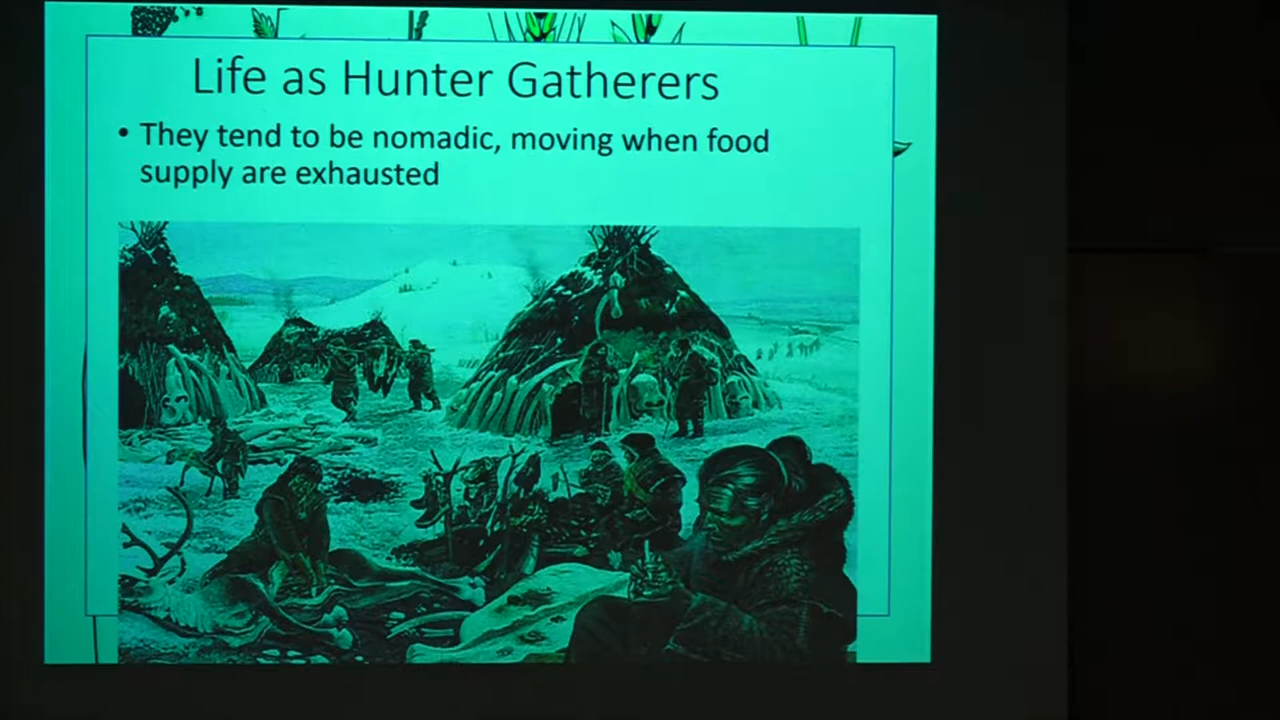 Life as Hunter Gatherers
• They tend to be nomadic, moving when food
supply are exhausted